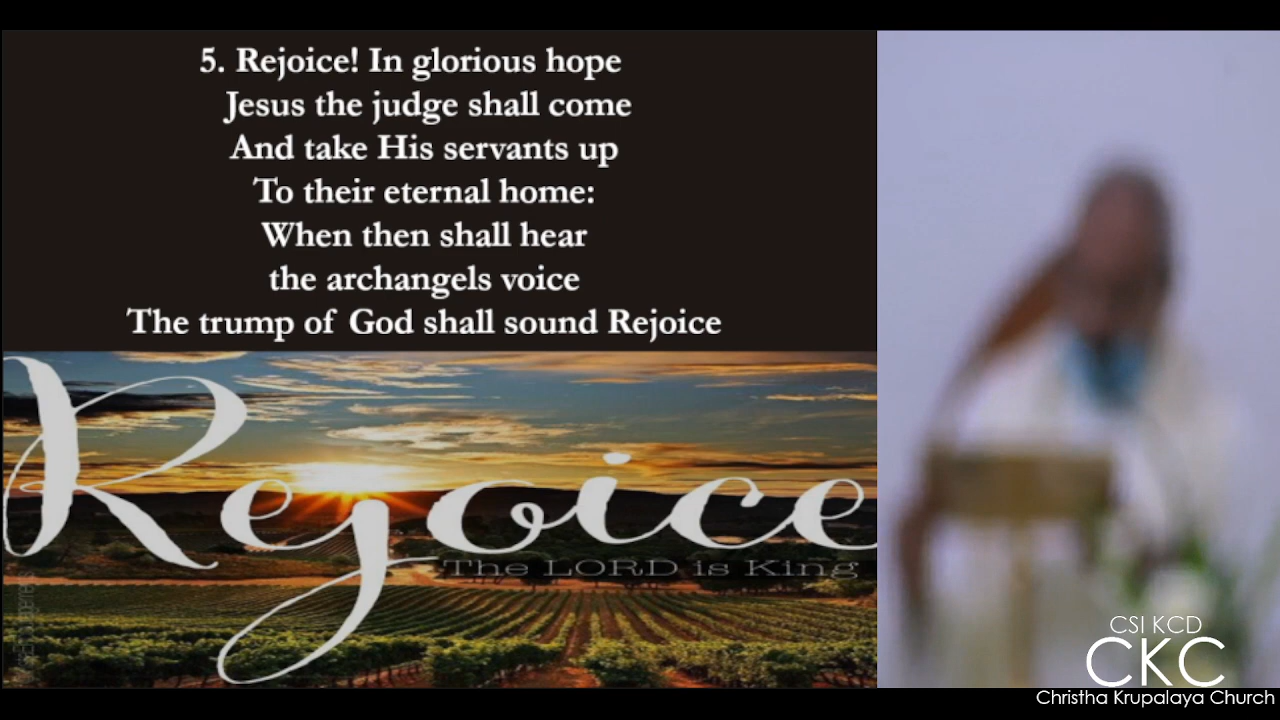 5. Rejoice! In glorious hope
Jesus the judge shall come
And take His servants up
To their eternal home:
When then shall hear
the archangels voice
The trump of God shall sound Rejoice
Rejoice
The LORD is King
CSI KCD
CKC
Christha Krupalaya Church